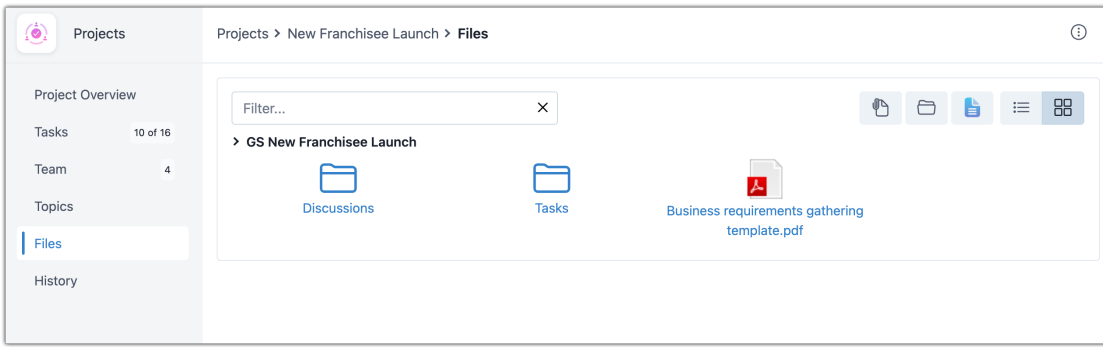 Projects
Projects > New Franchisee Launch > Files
Project Overview
Tasks 10 of 16
Team 4
Topics
Files
History
Filter...
> GS New Franchisee Launch
Discussions
Tasks
Business requirements gathering
template.pdf